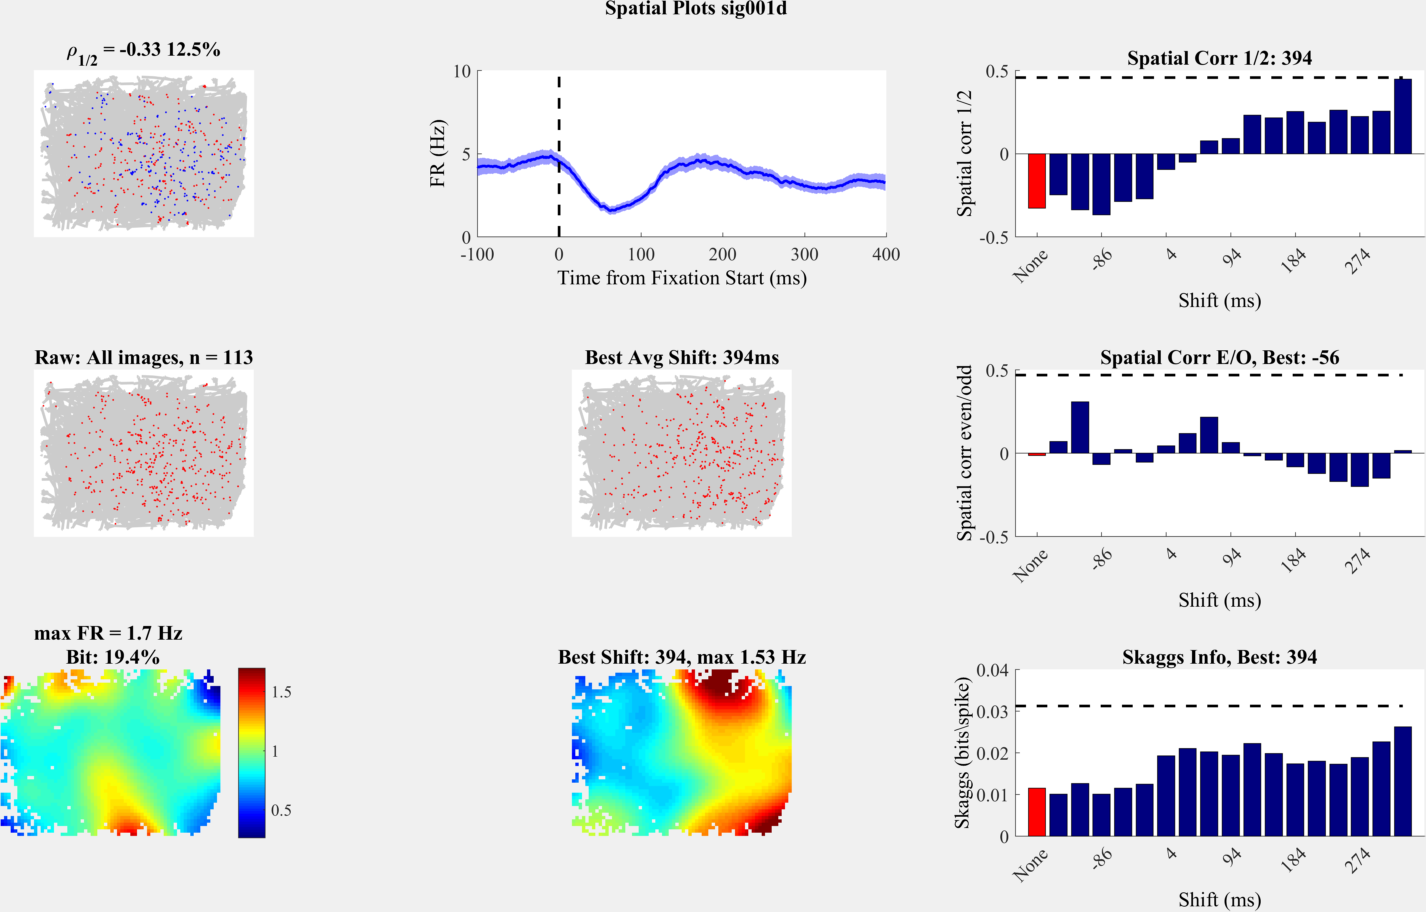 Spatial Plots sig001d
ρ1/2 = -0.33 12.5%
10
5
0
FR (Hz)
-100 0 100 200 300 400
Time from Fixation Start (ms)
Spatial Corr 1/2: 394
0.5
0
-0.5
Spatial corr 1/2
None -86 4 94 184 274
Shift (ms)
Raw: All images, n = 113
Best Avg Shift: 394ms
Spatial Corr E/O, Best: -56
0.5
0
-0.5
Spatial corr even/odd
None -86 4 94 184 274
Shift (ms)
max FR = 1.7 Hz
Bit: 19.4%
1.5
1
0.5
Best Shift: 394, max 1.53 Hz
Skaggs Info, Best: 394
0.04
0.03
0.02
0.01
0
Skaggs (bits\spike)
None -86 4 94 184 274
Shift (ms)